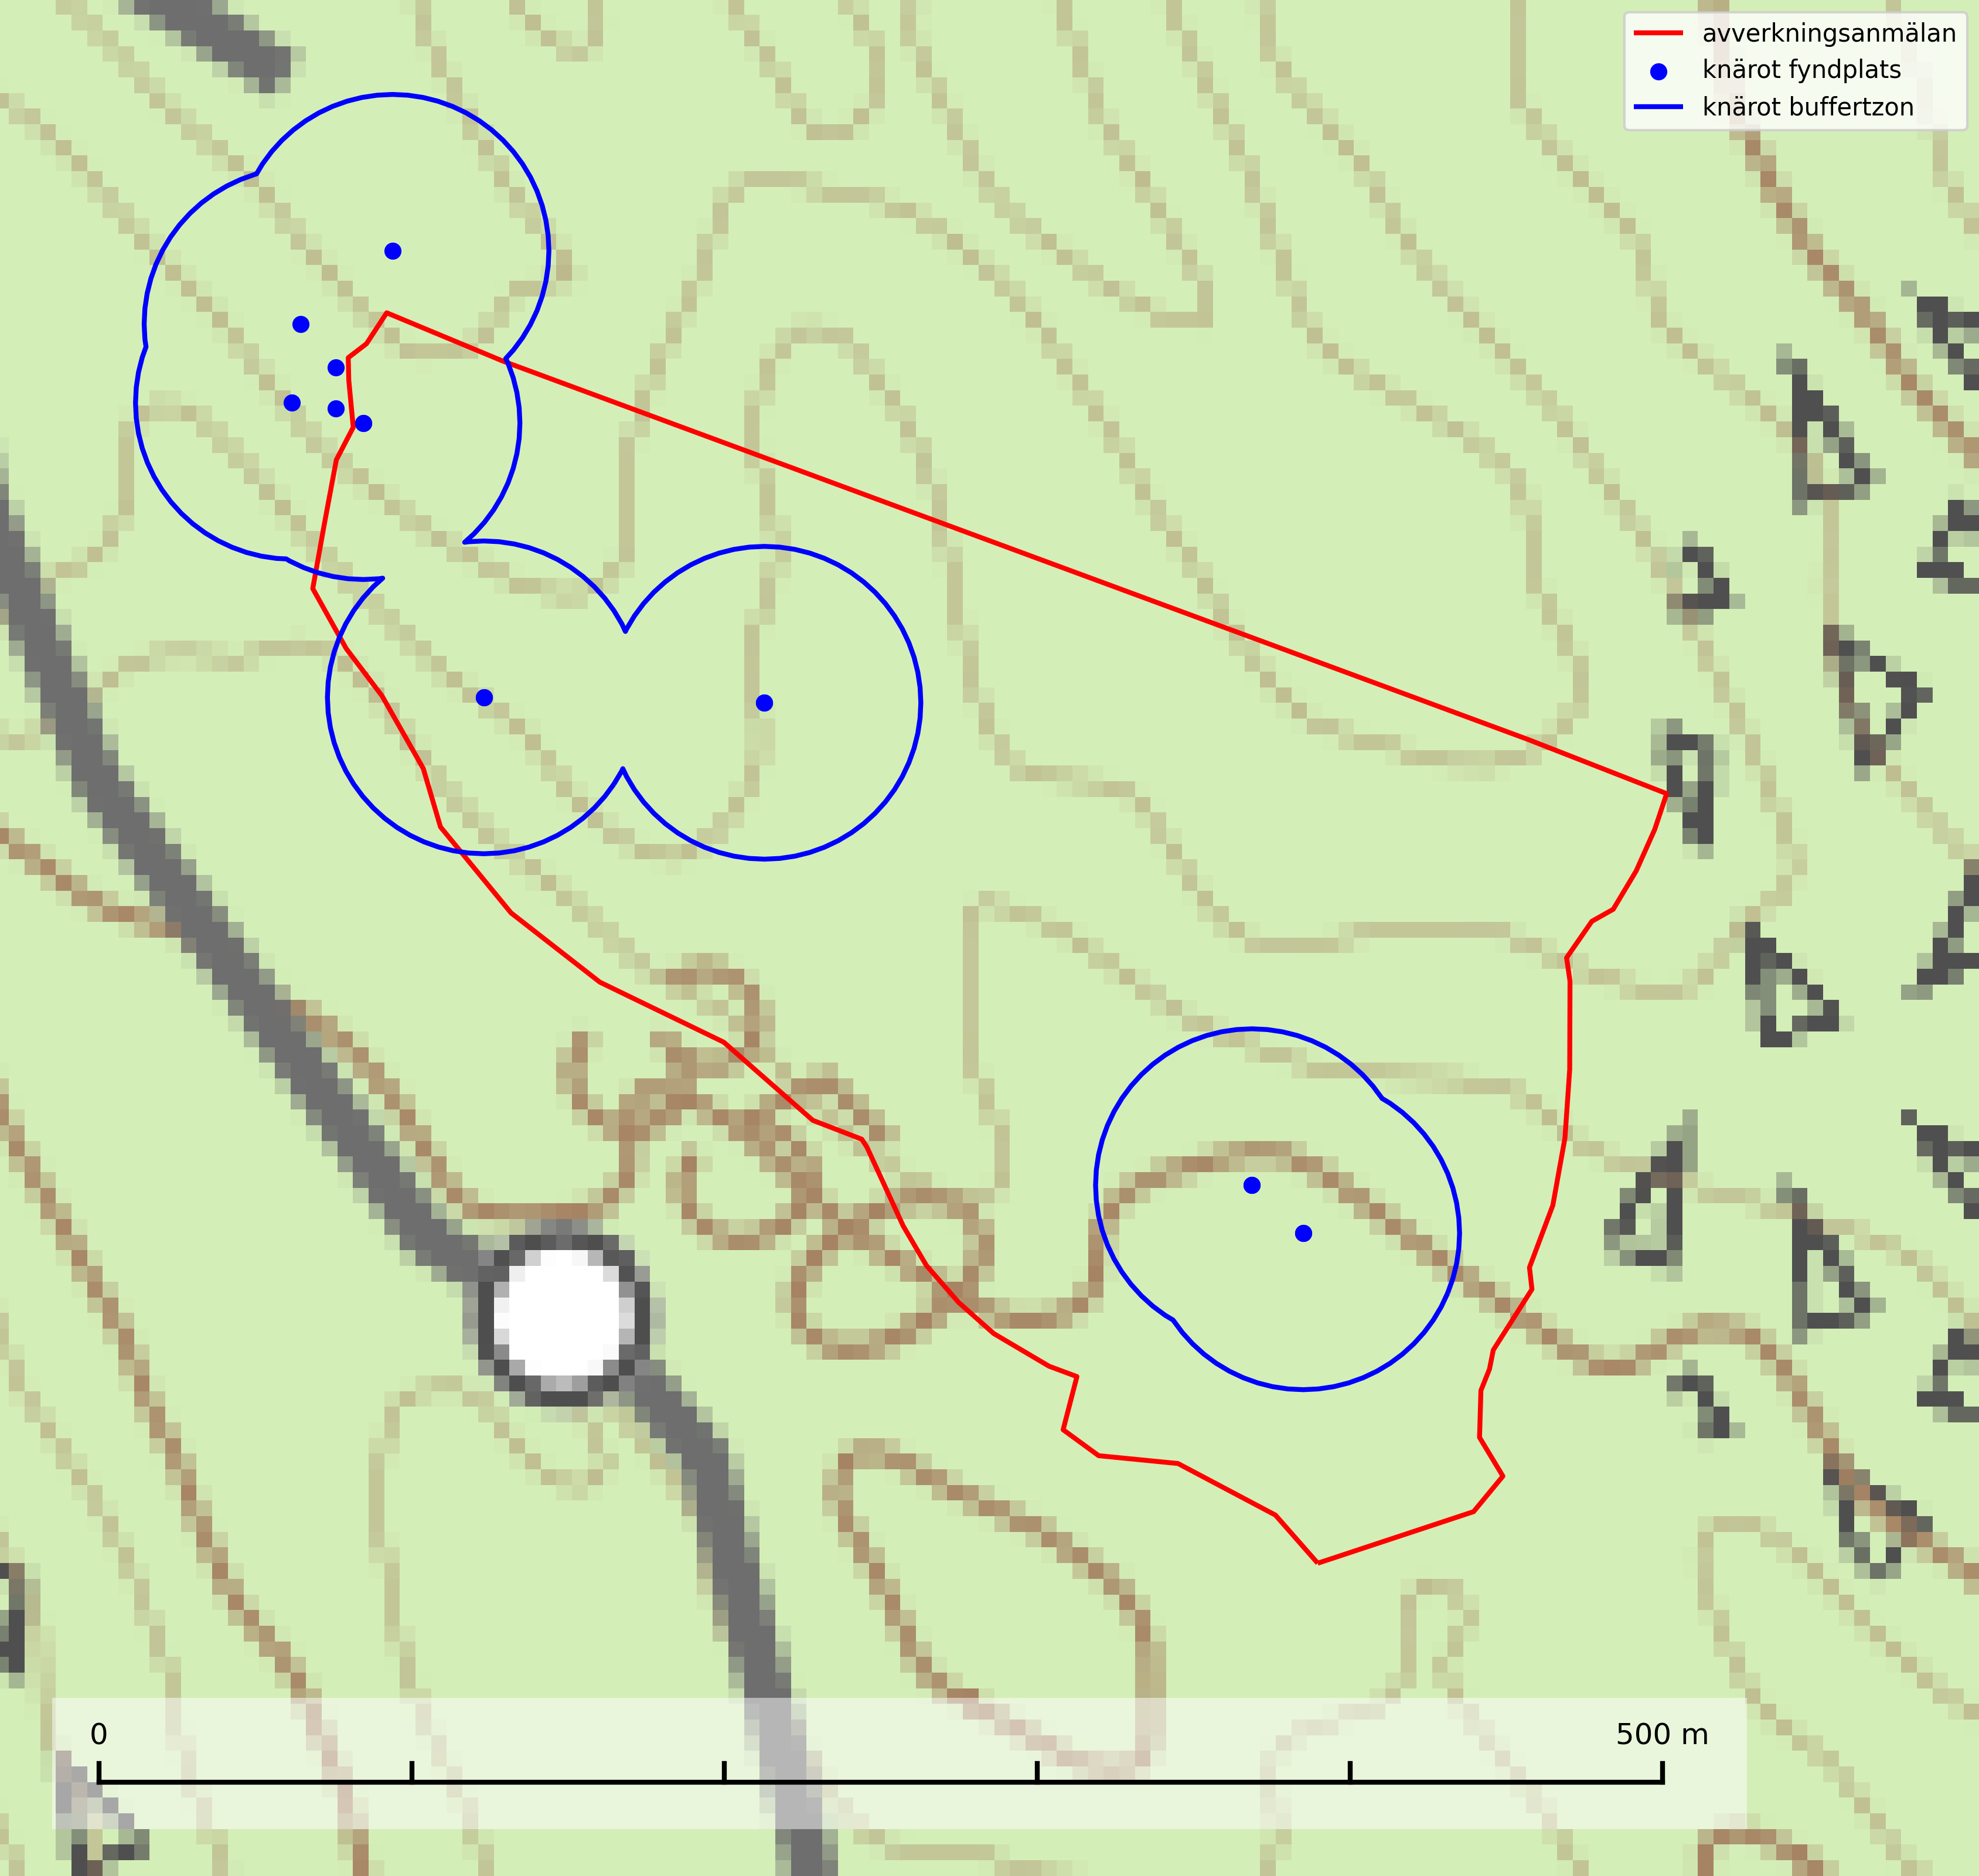 avverkningsanmälan
knärot fyndplats
knärot buffertzon
0
500 m